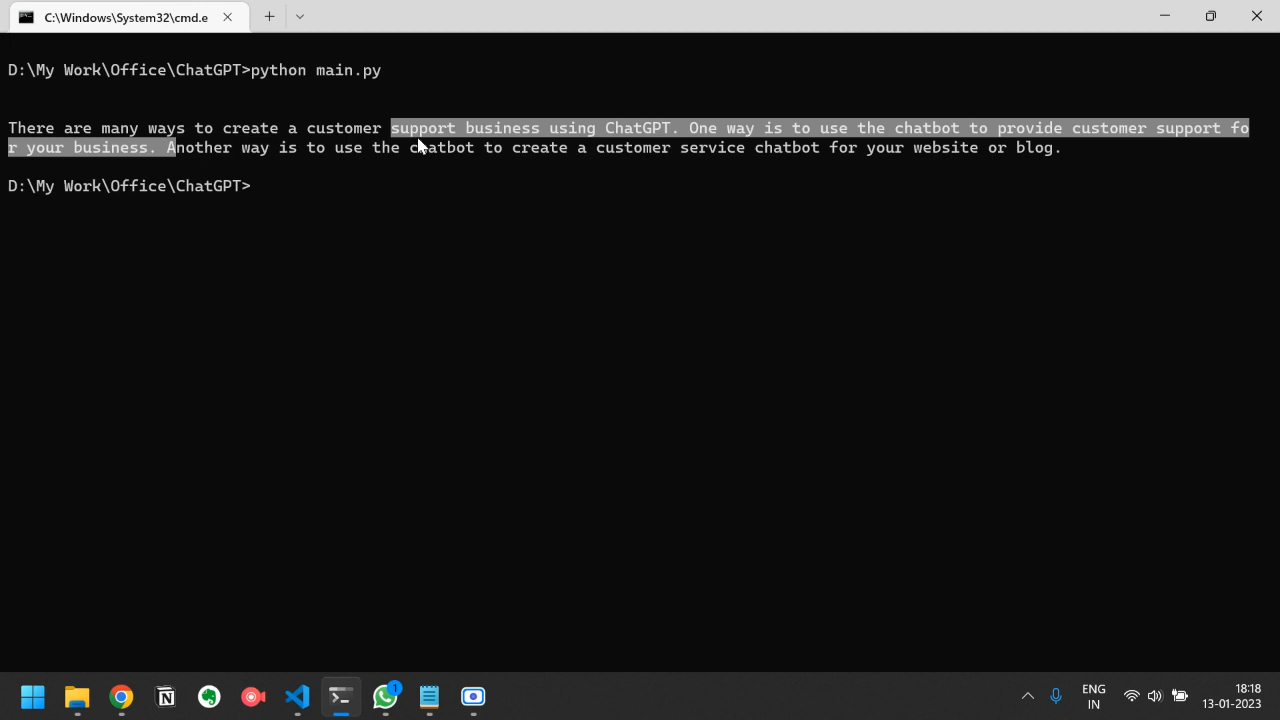 C:\Windows\System32\cmd.e
D:\My Work\Office\ChatGPT>python main.py
There are many ways to create a customer support business using ChatGPT. One way is to use the chatbot to provide customer support fo
r your business. Another way is to use the chatbot to create a customer service chatbot for your website or blog.
D:\My Work\Office\ChatGPT>
1
ENG
IN
18:18
13-01-2023